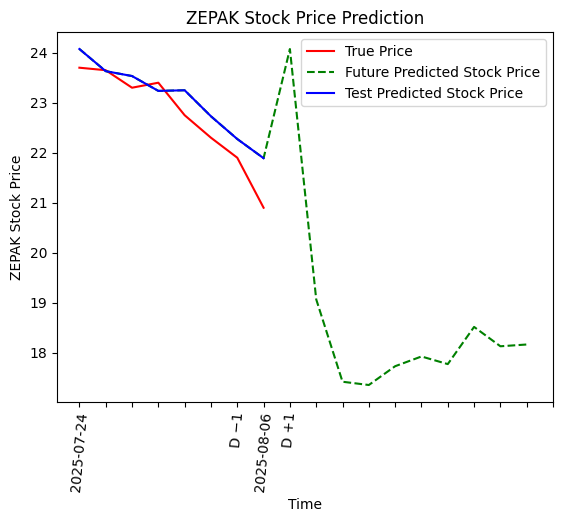 ZEPAK Stock Price Prediction
True Price
Future Predicted Stock Price
Test Predicted Stock Price
ZEPAK Stock Price
24
23
22
21
20
19
18
2025-07-24
D −1
2025-08-06
D +1
Time